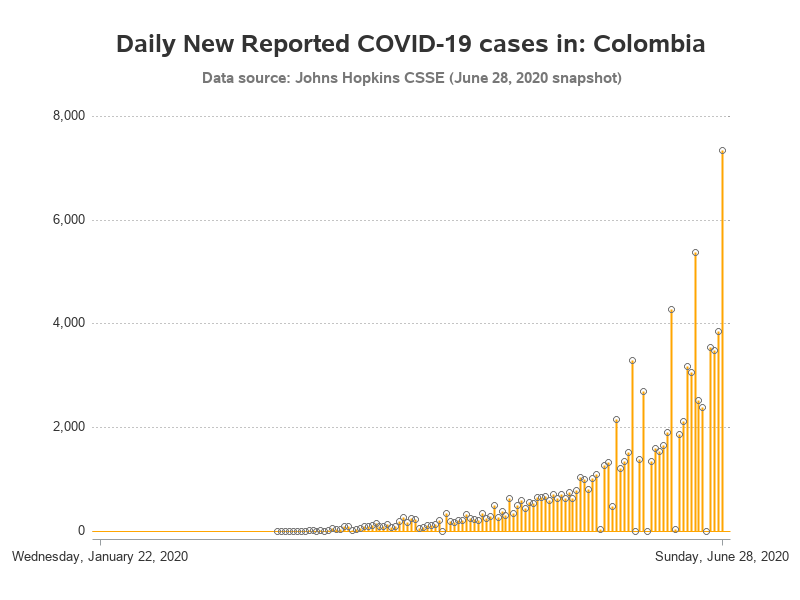 Daily New Reported COVID-19 cases in: Colombia
Data source: Johns Hopkins CSSE (June 28, 2020 snapshot)
8,000
6,000
4,000
2,000
0
Wednesday, January 22, 2020
Sunday, June 28, 2020